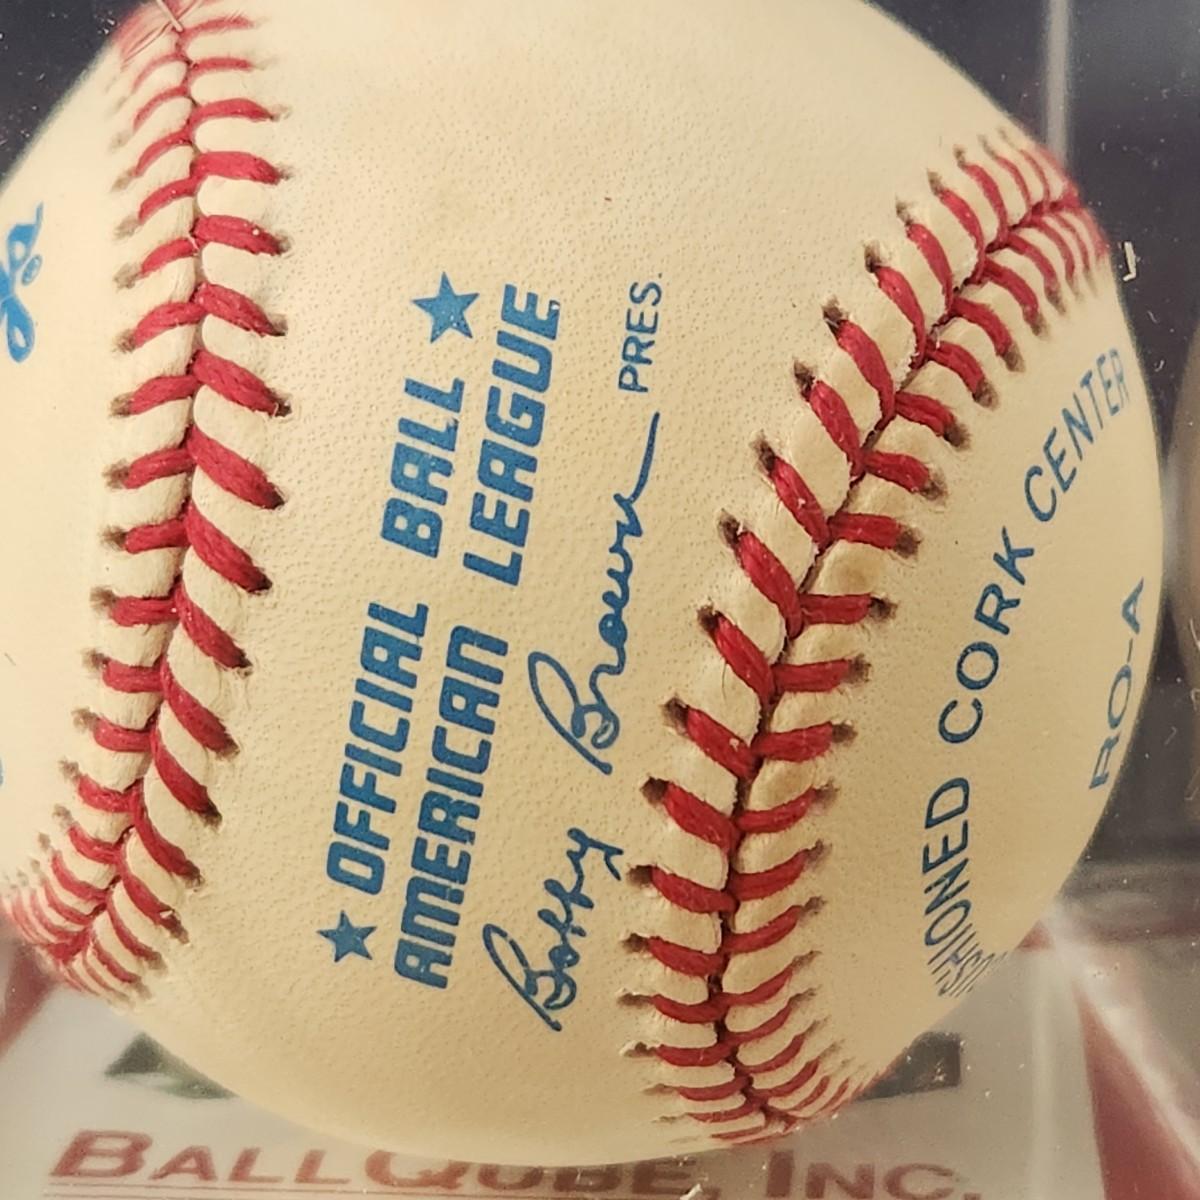 ★ OFFICIAL BALL ★
AMERICAN LEAGUE
Bobby Brown PRES.
CORK CENTER
RO-A
BALLQUBE, INC.